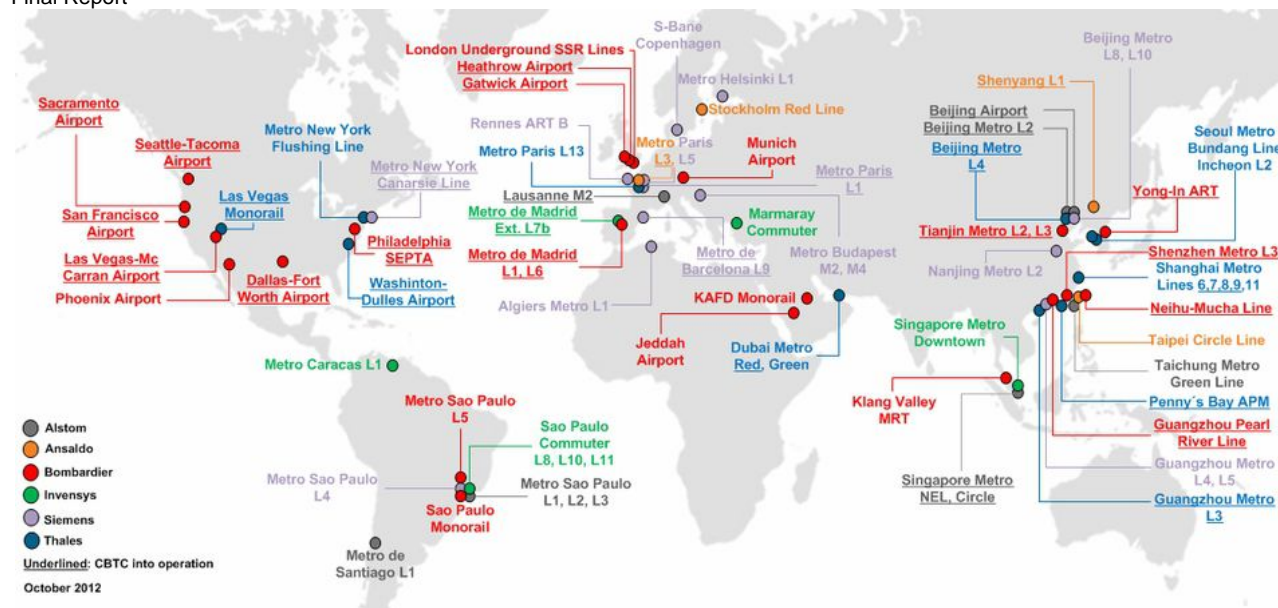 Final Report
S-Bane
Copenhagen
London Underground SSR Lines
Heathrow Airport
Gatwick Airport
Metro Helsinki L1
Stockholm Red Line
Beijing Metro
L8, L10
Shenyang L1
Sacramento
Airport
Seattle-Tacoma
Airport
Metro New York
Flushing Line
Metro New York
Canarsie Line
Rennes ART B
Metro Paris L13
Metro Paris
L3, L5
Munich
Airport
Metro Paris
L1
Beijing Airport
Beijing Metro L2
Beijing Metro
L4
Seoul Metro
Bundang Line
Incheon L2
Yong-In ART
San Francisco
Airport
Las Vegas
Monorail
Lausanne M2
Metro de Madrid
Ext. L7b
Marmaray
Commuter
Tianjin Metro L2, L3
Las Vegas-Mc
Carran Airport
Philadelphia
SEPTA
Metro de Madrid
L1, L6
Metro de
Barcelona L9
Metro Budapest
M2, M4
Nanjing Metro L2
Shenzhen Metro L3
Shanghai Metro
Lines 6,7,8,9,11
Phoenix Airport
Dallas-Fort
Worth Airport
Washinton-
Dulles Airport
Algiers Metro L1
KAFD Monorail
Neihu-Mucha Line
Jeddah
Airport
Dubai Metro
Red, Green
Singapore Metro
Downtown
Taipei Circle Line
Metro Caracas L1
Taichung Metro
Green Line
Klang Valley
MRT
Penny´s Bay APM
Metro Sao Paulo
L5
Sao Paulo
Commuter
L8, L10, L11
Guangzhou Pearl
River Line
Metro Sao Paulo
L4
Metro Sao Paulo
L1, L2, L3
Singapore Metro
NEL, Circle
Guangzhou Metro
L4, L5
Sao Paulo
Monorail
Guangzhou Metro
L3
Metro de
Santiago L1
Alstom
Ansaldo
Bombardier
Invensys
Siemens
Thales
Underlined: CBTC into operation
October 2012